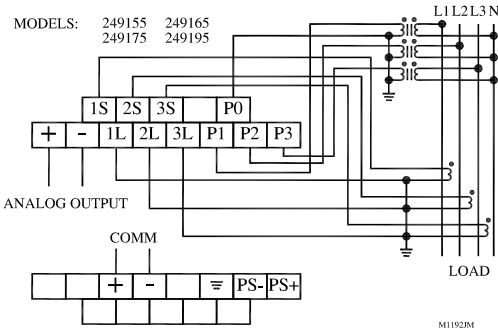 MODELS: 249155 249165
249175 249195
L1 L2 L3 N
1S 2S 3S P0
+ - 1L 2L 3L P1 P2 P3
ANALOG OUTPUT
COMM
+ - PS- PS+
LOAD
M1192JM